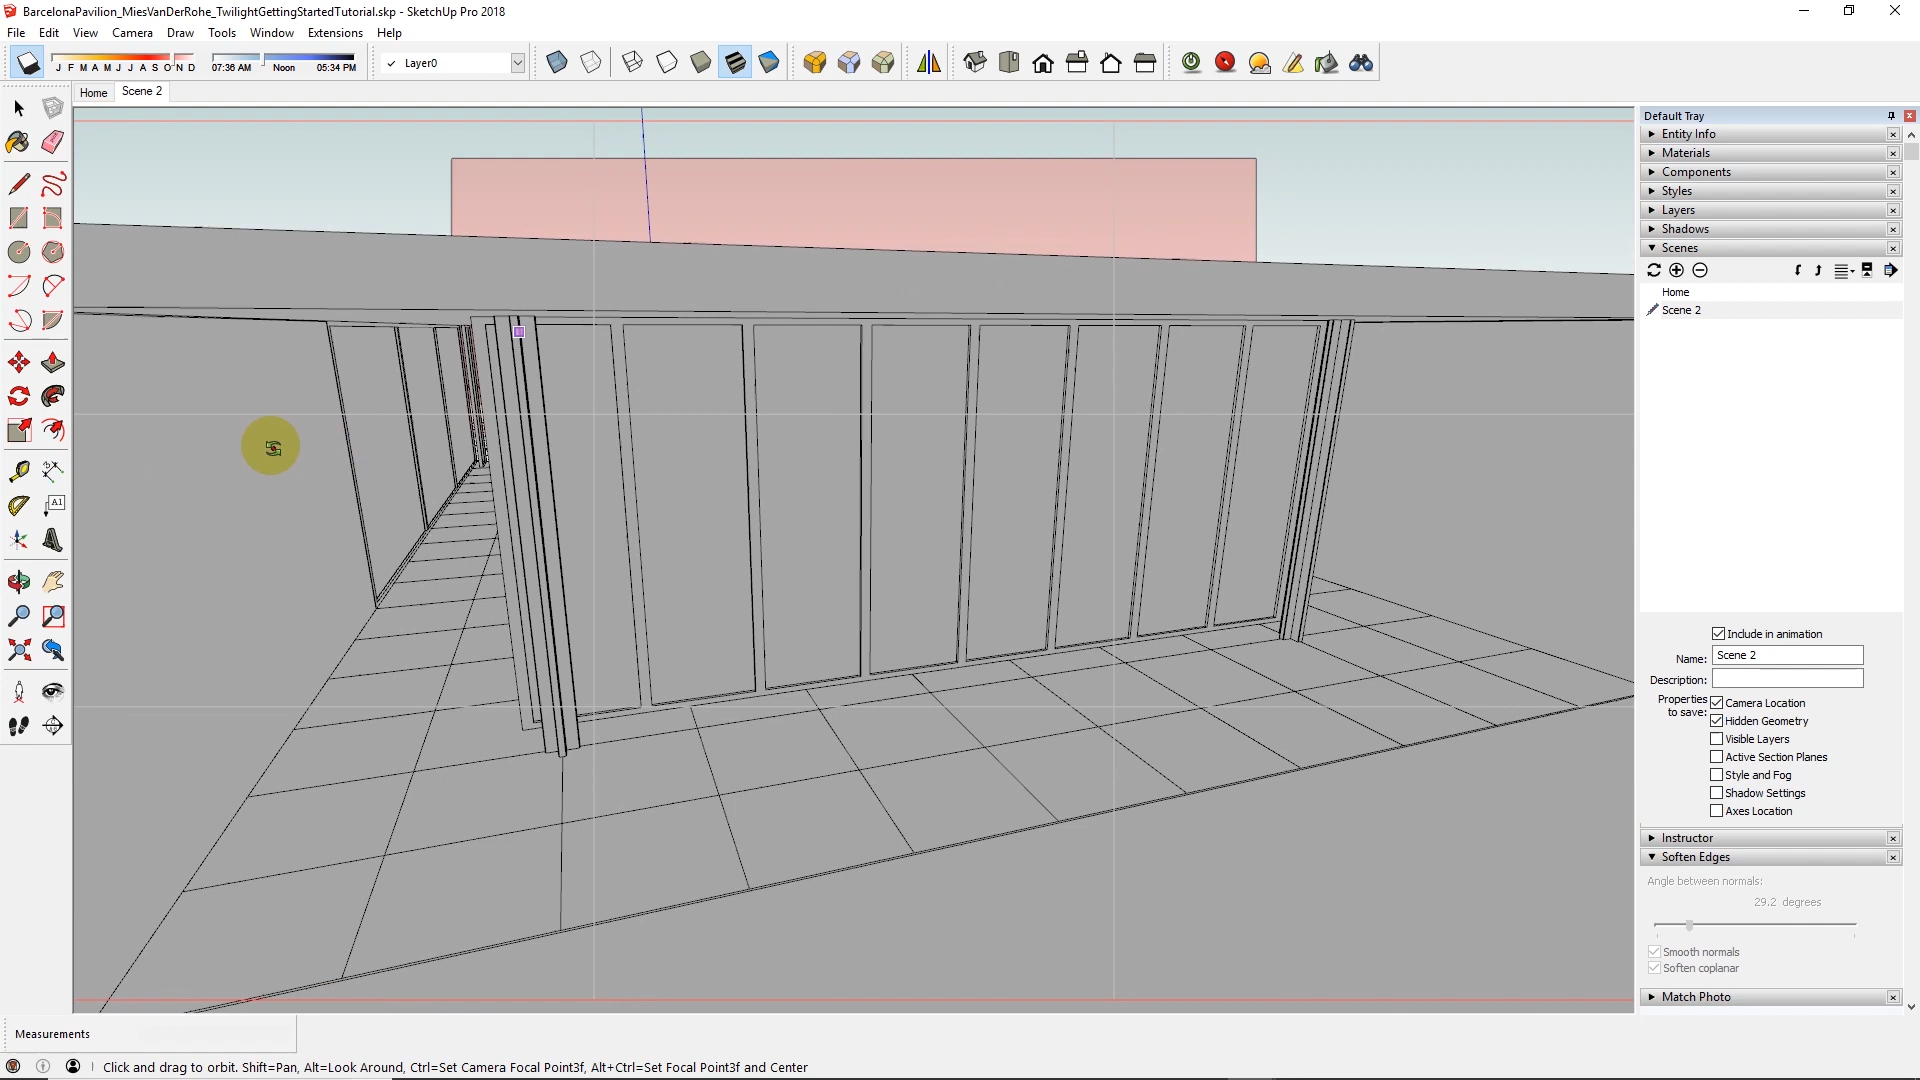 BarcelonaPavilion_MiesVanDerRohe_TwilightGettingStartedTutorial.skp - SketchUp Pro 2018
File Edit View Camera Draw Tools Window Extensions Help
J F M A M J J A S O N D
07:36 AM Noon 05:34 PM
✓ Layer0
Home Scene 2
Default Tray
Entity Info
Materials
Components
Styles
Layers
Shadows
Scenes
Home
Scene 2
Include in animation
Name: Scene 2
Description:
Properties to save:
Camera Location
Hidden Geometry
Visible Layers
Active Section Planes
Style and Fog
Shadow Settings
Axes Location
Instructor
Soften Edges
Angle between normals:
29.2 degrees
Smooth normals
Soften coplanar
Match Photo
A1
Measurements
Click and drag to orbit. Shift=Pan, Alt=Look Around, Ctrl=Set Camera Focal Point3f, Alt+Ctrl=Set Focal Point3f and Center